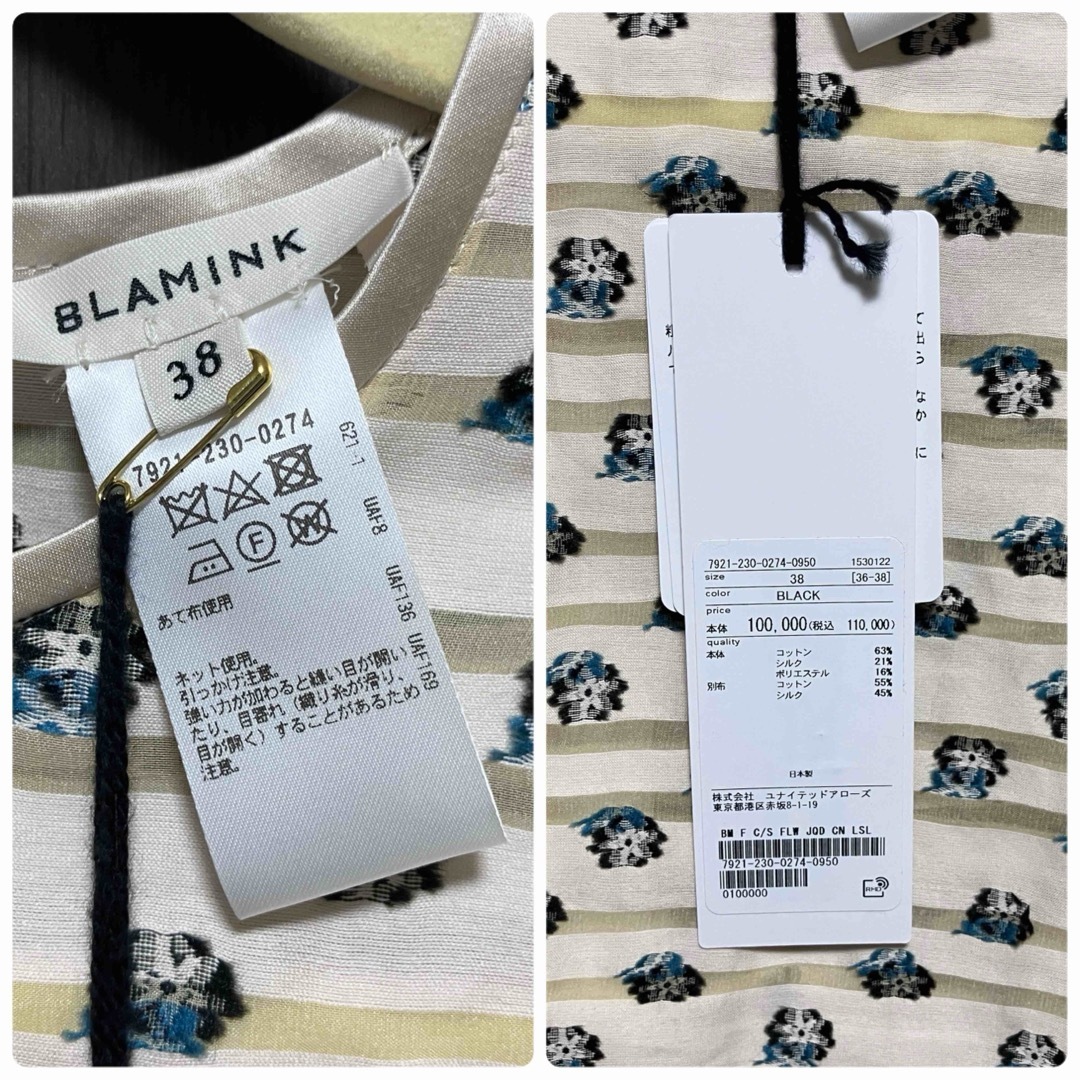 BLAMINK
38
7921-230-0274
621-1 UAF8 UAF136 UAF169
F
W
あて布使用
ネット使用。
引っかけ注意。
強い力が加わると縫い目が開い
たり、目寄れ（織り糸が滑り、
目が開く）することがあるため
注意。
て出ら なか に
7921-230-0274-0950 1530122
size 38 [36-38]
color BLACK
price
本体 100,000(税込 110,000)
quality
本体 コットン 63%
シルク 21%
ポリエステル 16%
別布 コットン 55%
シルク 45%
日本製
株式会社 ユナイテッドアローズ
東京都港区赤坂8-1-19
BM F C/S FLW JQD CN LSL
7921-230-0274-0950
0100000